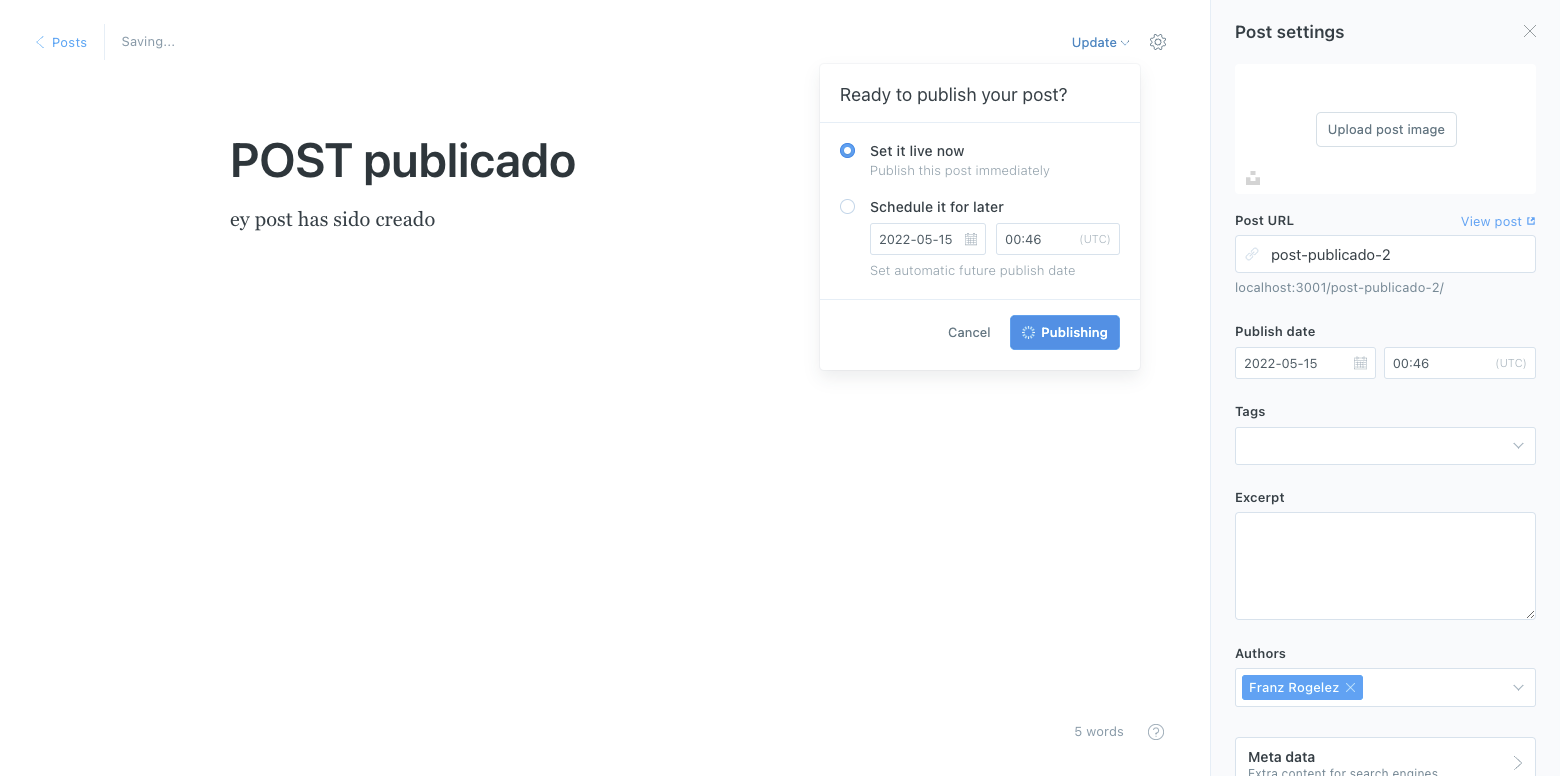 Posts
Saving...
Update
Ready to publish your post?
Set it live now
Publish this post immediately
Schedule it for later
2022-05-15
00:46 (UTC)
Set automatic future publish date
Cancel
Publishing
POST publicado
ey post has sido creado
5 words
?
Post settings
Upload post image
Post URL
View post
post-publicado-2
localhost:3001/post-publicado-2/
Publish date
2022-05-15
00:46 (UTC)
Tags
Excerpt
Authors
Franz Rogelez
Meta data
Extra content for search engines